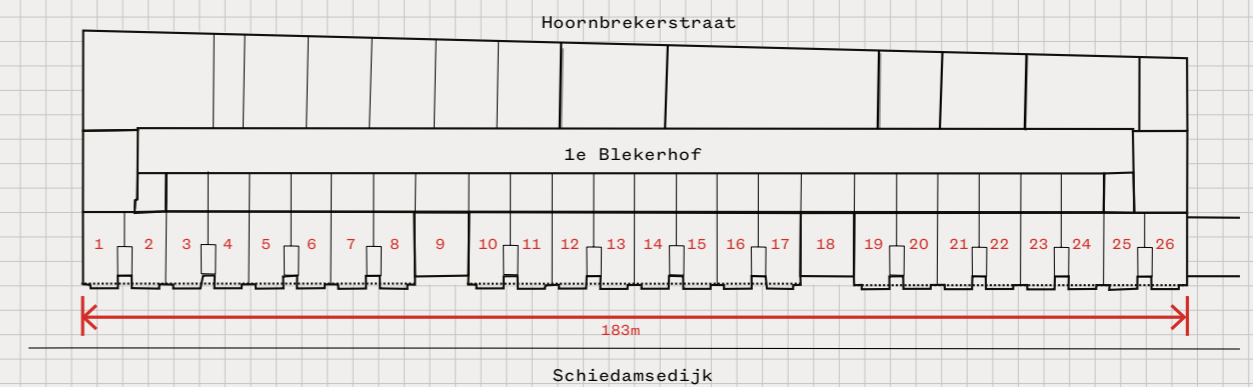 Hoornbrekerstraat
1e Blekerhof
1 2 3 4 5 6 7 8 9 10 11 12 13 14 15 16 17 18 19 20 21 22 23 24 25 26
183m
Schiedamsedijk